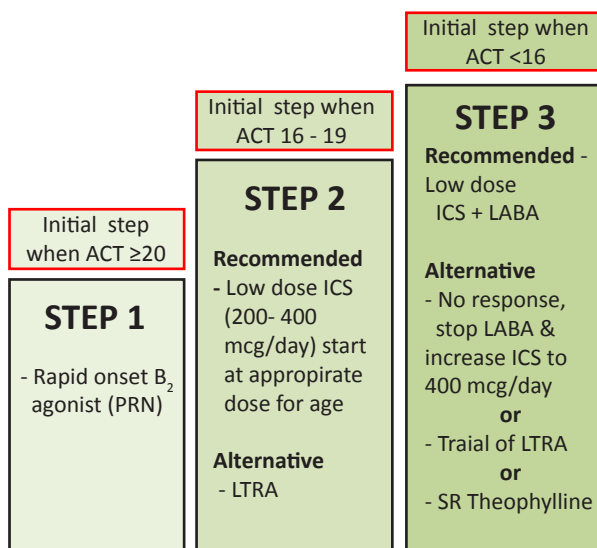 Initial step
when ACT ≥20
STEP 1
- Rapid onset B₂
agonist (PRN)
Initial step when
ACT 16 - 19
STEP 2
Recommended
- Low dose ICS
(200- 400
mcg/day) start
at appropirate
dose for age
Alternative
- LTRA
Initial step when
ACT <16
STEP 3
Recommended -
Low dose
ICS + LABA
Alternative
- No response,
stop LABA &
increase ICS to
400 mcg/day
or
- Traial of LTRA
or
- SR Theophylline